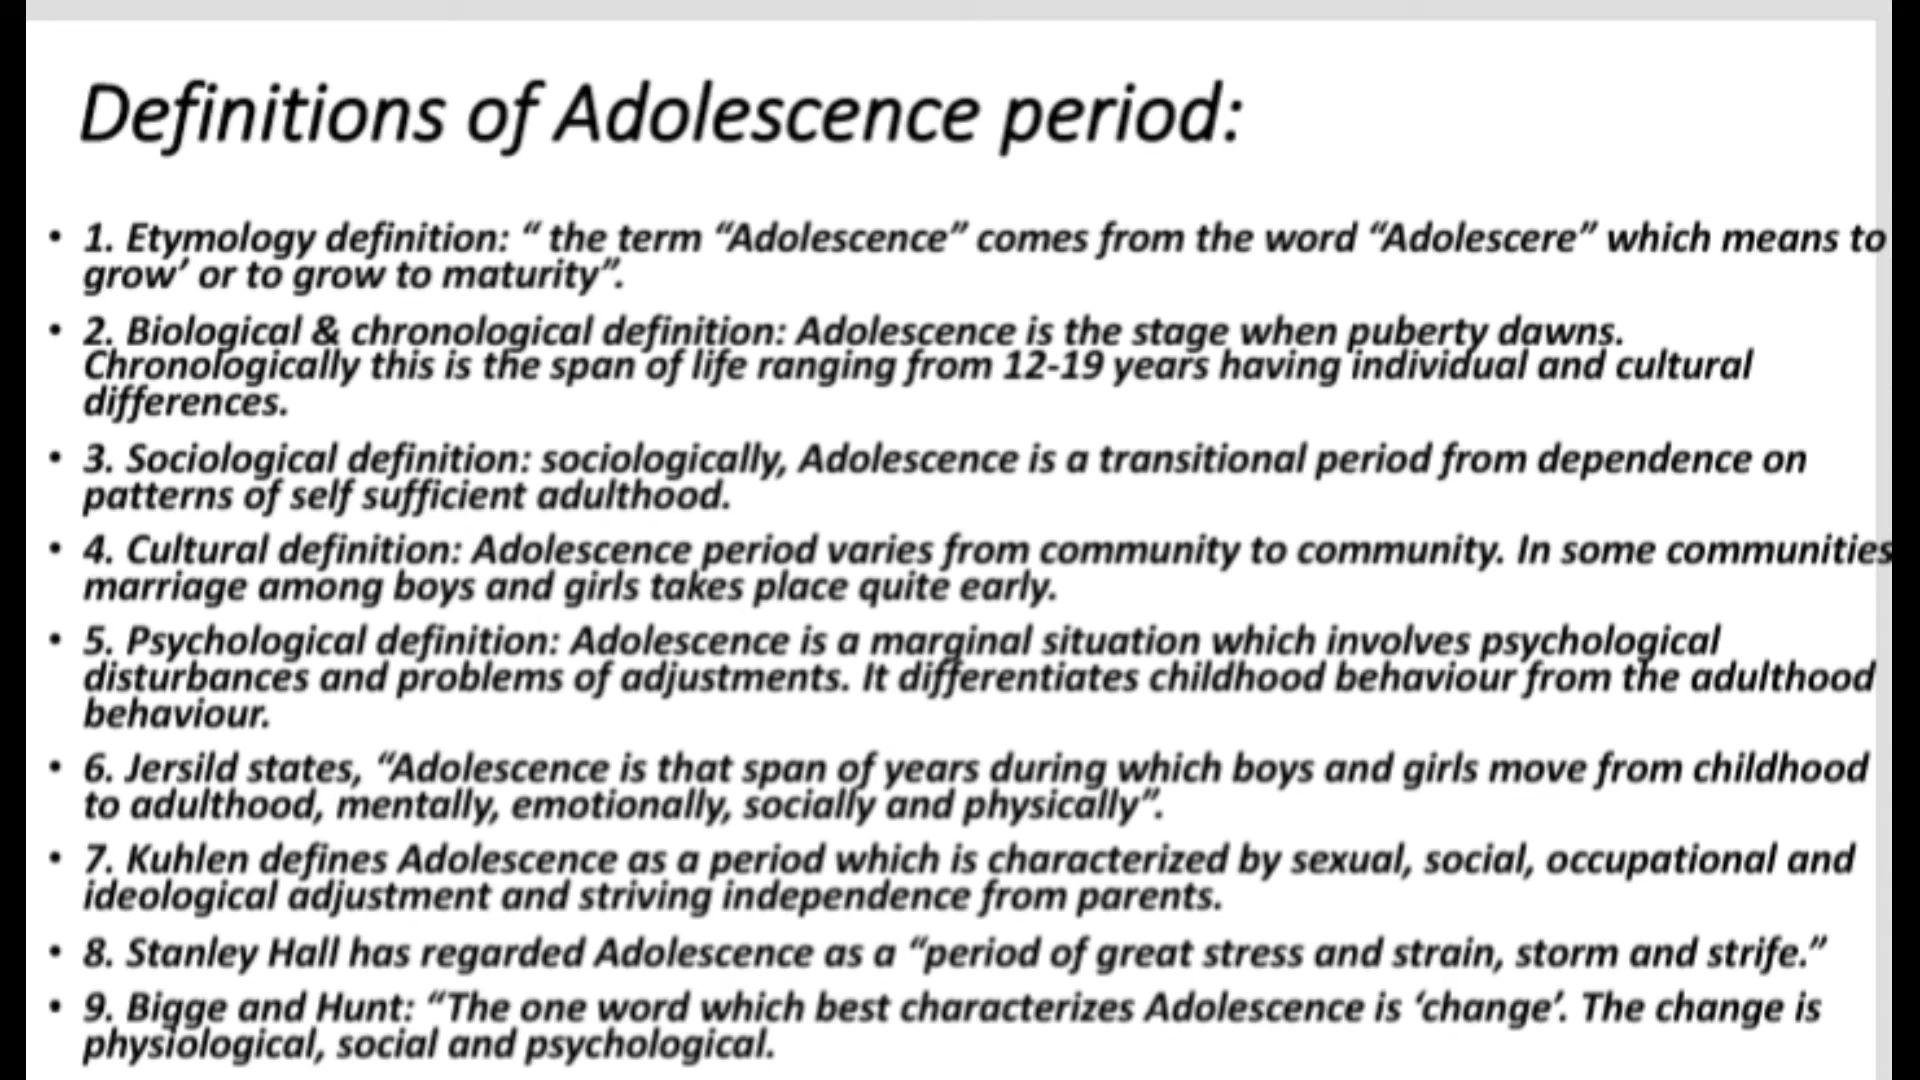 Definitions of Adolescence period:
• 1. Etymology definition: “ the term “Adolescence” comes from the word “Adolescere” which means to
grow’ or to grow to maturity”.
• 2. Biological & chronological definition: Adolescence is the stage when puberty dawns.
Chronologically this is the span of life ranging from 12-19 years having individual and cultural
differences.
• 3. Sociological definition: sociologically, Adolescence is a transitional period from dependence on
patterns of self sufficient adulthood.
• 4. Cultural definition: Adolescence period varies from community to community. In some communities
marriage among boys and girls takes place quite early.
• 5. Psychological definition: Adolescence is a marginal situation which involves psychological
disturbances and problems of adjustments. It differentiates childhood behaviour from the adulthood
behaviour.
• 6. Jersild states, “Adolescence is that span of years during which boys and girls move from childhood
to adulthood, mentally, emotionally, socially and physically”.
• 7. Kuhlen defines Adolescence as a period which is characterized by sexual, social, occupational and
ideological adjustment and striving independence from parents.
• 8. Stanley Hall has regarded Adolescence as a “period of great stress and strain, storm and strife.”
• 9. Bigge and Hunt: “The one word which best characterizes Adolescence is ‘change’. The change is
physiological, social and psychological.